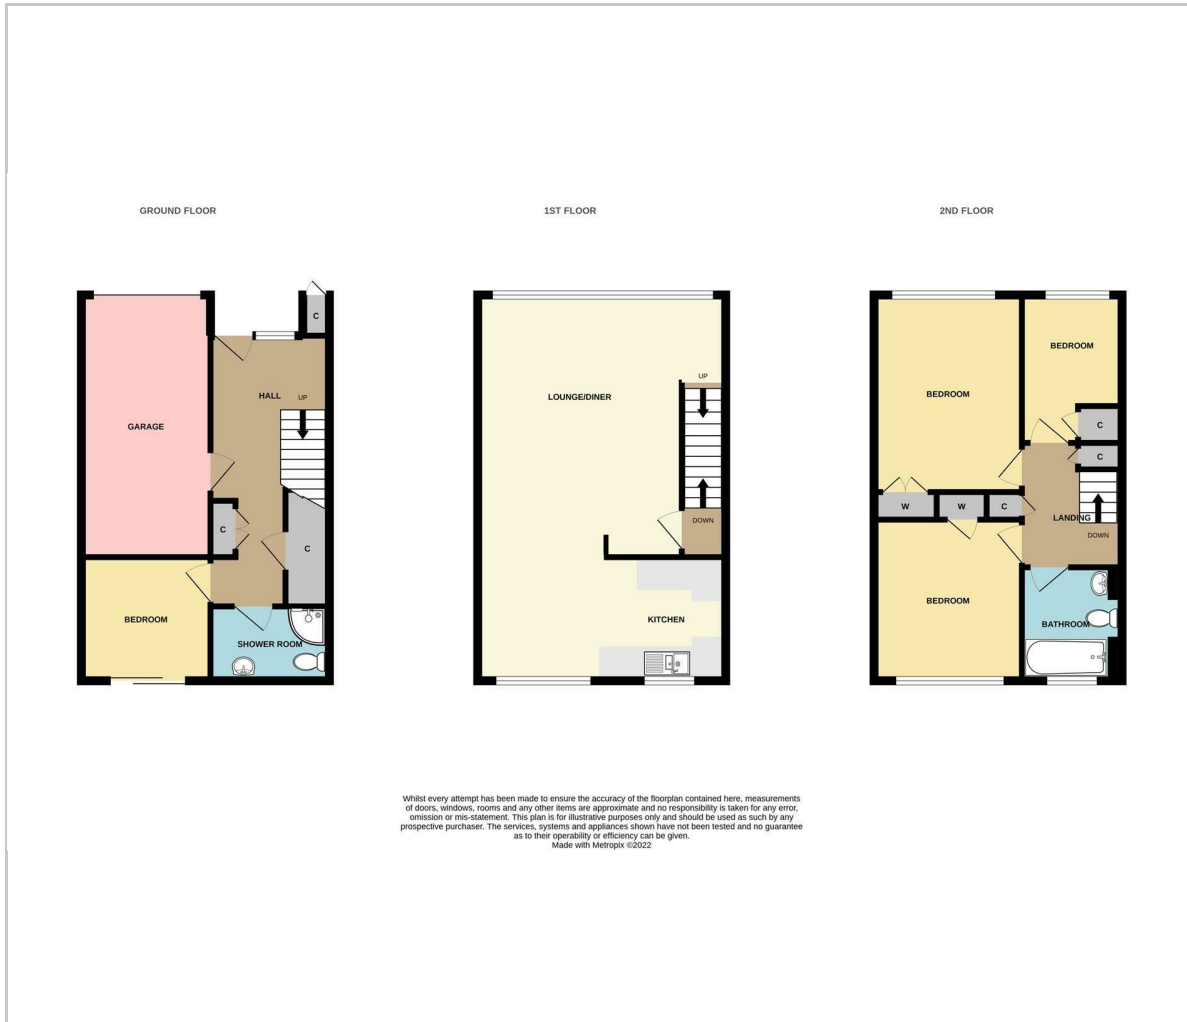 GROUND FLOOR
C
HALL
UP
GARAGE
C
C
BEDROOM
SHOWER ROOM
1ST FLOOR
UP
LOUNGE/DINER
DOWN
KITCHEN
2ND FLOOR
BEDROOM
BEDROOM
C
C
W
W
C
LANDING
DOWN
BEDROOM
BATHROOM
Whilst every attempt has been made to ensure the accuracy of the floorplan contained here, measurements
of doors, windows, rooms and any other items are approximate and no responsibility is taken for any error,
omission or mis-statement. This plan is for illustrative purposes only and should be used as such by any
prospective purchaser. The services, systems and appliances shown have not been tested and no guarantee
as to their operability or efficiency can be given.
Made with Metropix ©2022